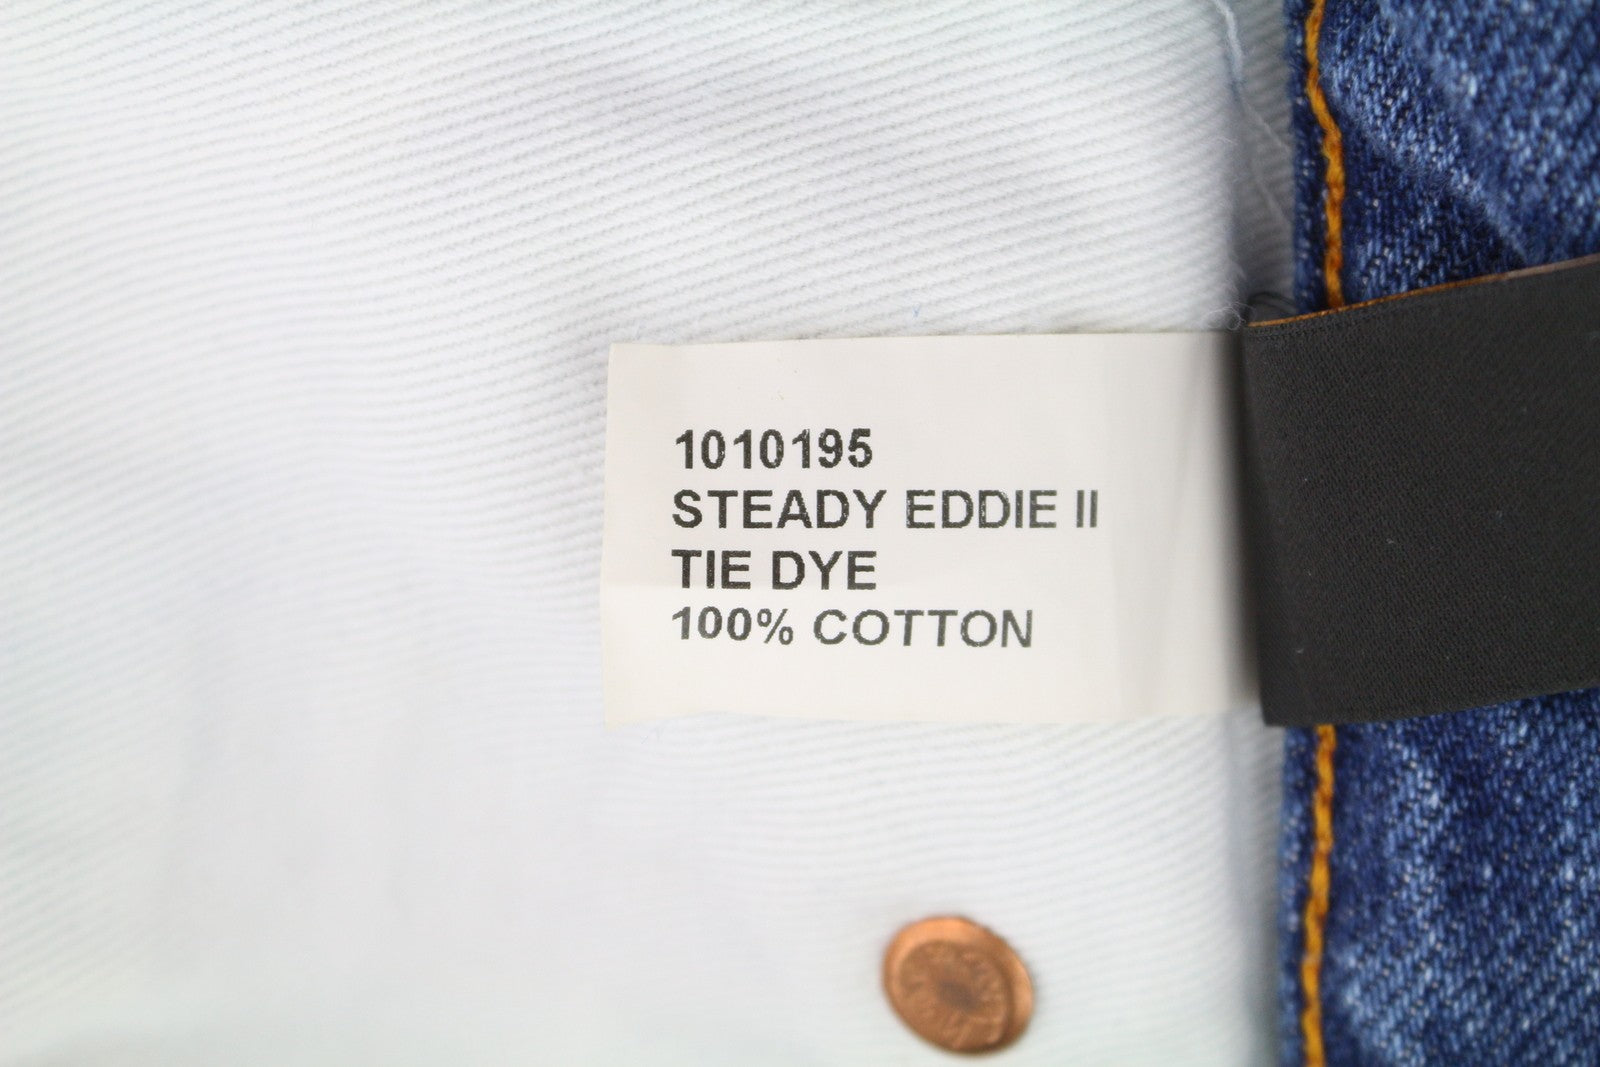 1010195
STEADY EDDIE II
TIE DYE
100% COTTON